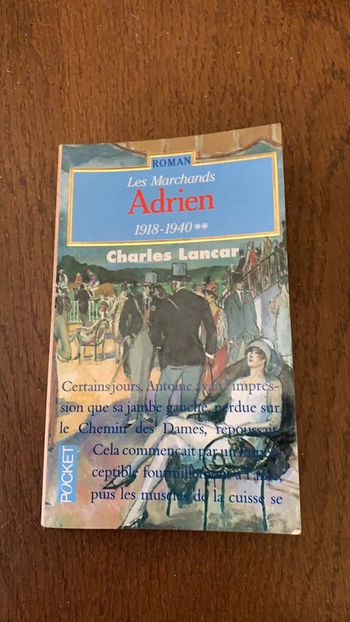 ROMAN
Les Marchands
Adrien
1918-1940 **
Charles Lancar
Certains jours, Antoine avait l'impres-
sion que sa jambe gauche, perdue sur
le Chemin des Dames, repoussait.
Cela commençait par un
ceptible fourmillement à l'aine,
puis les muscles de la cuisse se
POCKET